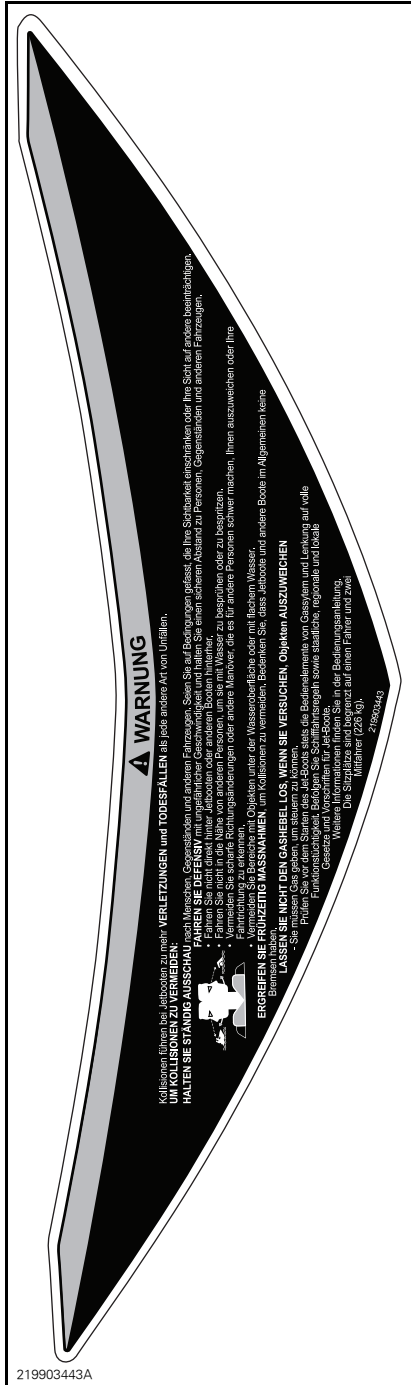 WARNUNG
Kollisionen führen bei Jetbooten zu mehr VERLETZUNGEN und TODESFÄLLEN als jede andere Art von Unfällen.
UM KOLLISIONEN ZU VERMEIDEN:
HALTEN SIE STÄNDIG AUSSCHAU nach Menschen, Gegenständen und anderen Fahrzeugen. Seien Sie auf Bedingungen gefasst, die Ihre Sichtbarkeit einschränken oder Ihre Sicht auf andere beeinträchtigen.
FAHREN SIE DEFENSIV mit ungefährlicher Geschwindigkeit und halten Sie einen sicheren Abstand zu Personen, Gegenständen und anderen Fahrzeugen.
• Fahren Sie nicht direkt hinter Jetbooten oder anderen Booten hinterher.
• Fahren Sie nicht in die Nähe von anderen Personen, um sie mit Wasser zu besprühen oder zu bespritzen.
• Vermeiden Sie scharfe Richtungsänderungen oder andere Manöver, die es für andere Personen schwer machen, Ihnen auszuweichen oder Ihre
Fahrtrichtung zu erkennen.
• Vermeiden Sie Bereiche mit Objekten unter der Wasseroberfläche oder mit flachem Wasser.
ERGREIFEN SIE FRÜHZEITIG MASSNAHMEN, um Kollisionen zu vermeiden. Bedenken Sie, dass Jetboote und andere Boote im Allgemeinen keine
Bremsen haben.
LASSEN SIE NICHT DEN GASHEBEL LOS, WENN SIE VERSUCHEN, Objekten AUSZUWEICHEN
- Sie müssen Gas geben, um steuern zu können.
Prüfen Sie vor dem Starten des Jet-Boots stets die Bedienelemente von Gassytem und Lenkung auf volle
Funktionstüchtigkeit. Befolgen Sie Schifffahrtsregeln sowie staatliche, regionale und lokale
Gesetze und Vorschriften für Jet-Boote.
Weitere Informationen finden Sie in der Bedienungsanleitung.
Die Sitzplätze sind begrenzt auf einen Fahrer und zwei
Mitfahrer (226 kg).
219903443
219903443A